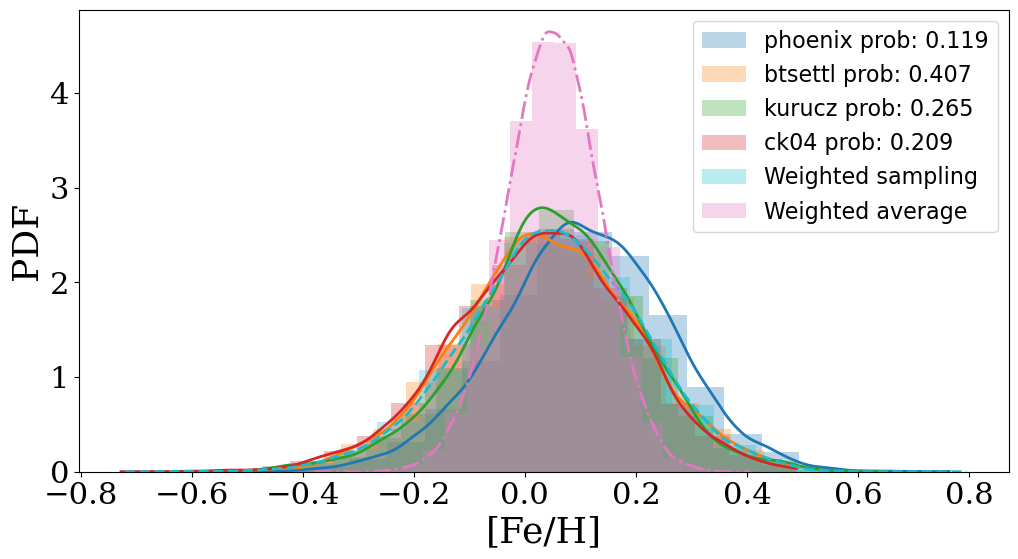 phoenix prob: 0.119
btsettl prob: 0.407
kurucz prob: 0.265
ck04 prob: 0.209
Weighted sampling
Weighted average
PDF
4
3
2
1
0
−0.8 −0.6 −0.4 −0.2 0.0 0.2 0.4 0.6 0.8
[Fe/H]